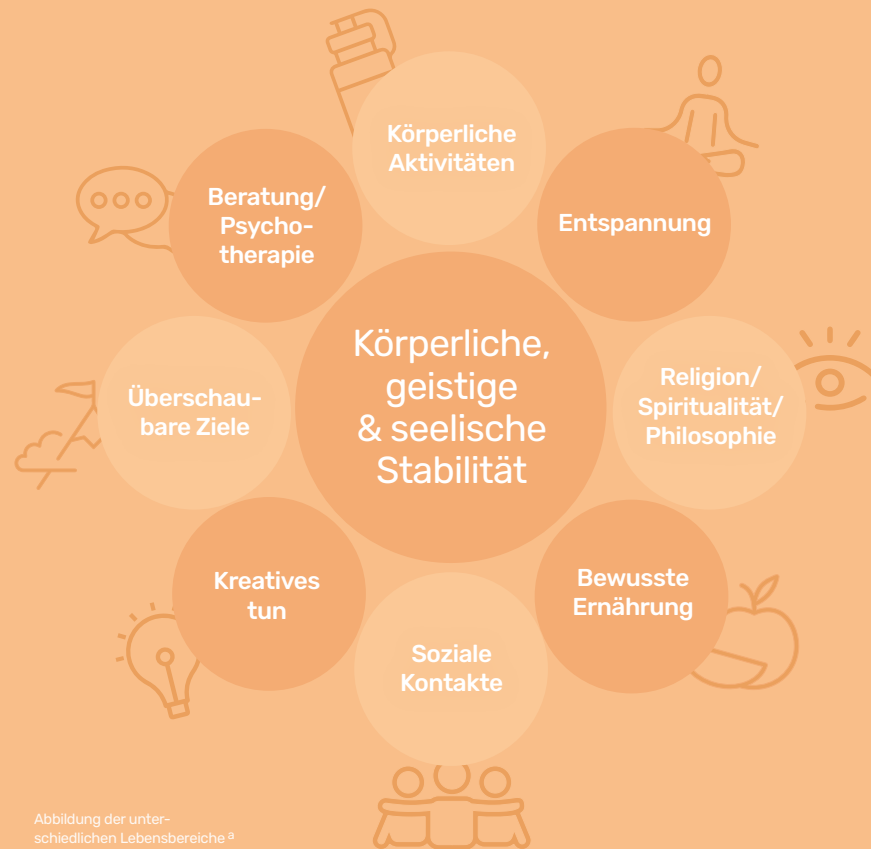 Körperliche
Aktivitäten
Beratung/
Psycho-
therapie
Entspannung
Körperliche,
geistige
& seelische
Stabilität
Überschau-
bare Ziele
Religion/
Spiritualität/
Philosophie
Kreatives
tun
Bewusste
Ernährung
Soziale
Kontakte
Abbildung der unter-
schiedlichen Lebensbereiche ª